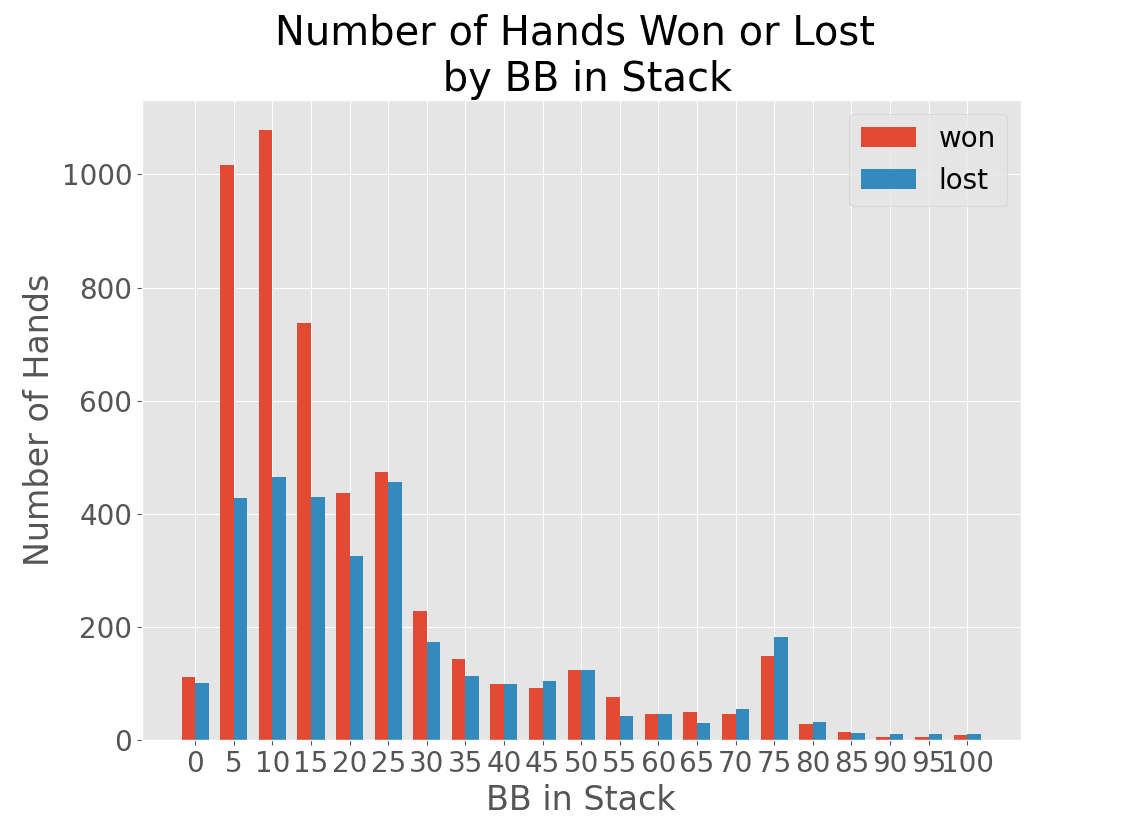 Number of Hands Won or Lost
by BB in Stack
won
lost
Number of Hands
1000
800
600
400
200
0
0 5 10 15 20 25 30 35 40 45 50 55 60 65 70 75 80 85 90 95 100
BB in Stack